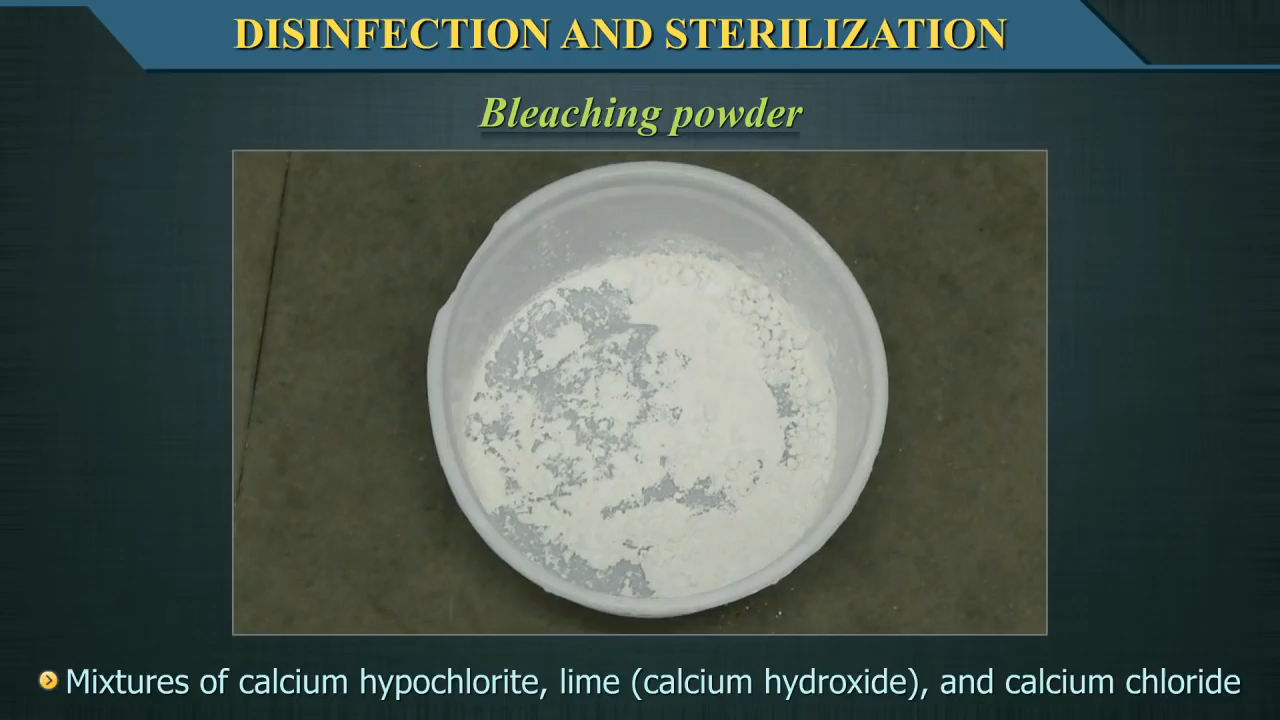 DISINFECTION AND STERILIZATION
Bleaching powder
Mixtures of calcium hypochlorite, lime (calcium hydroxide), and calcium chloride